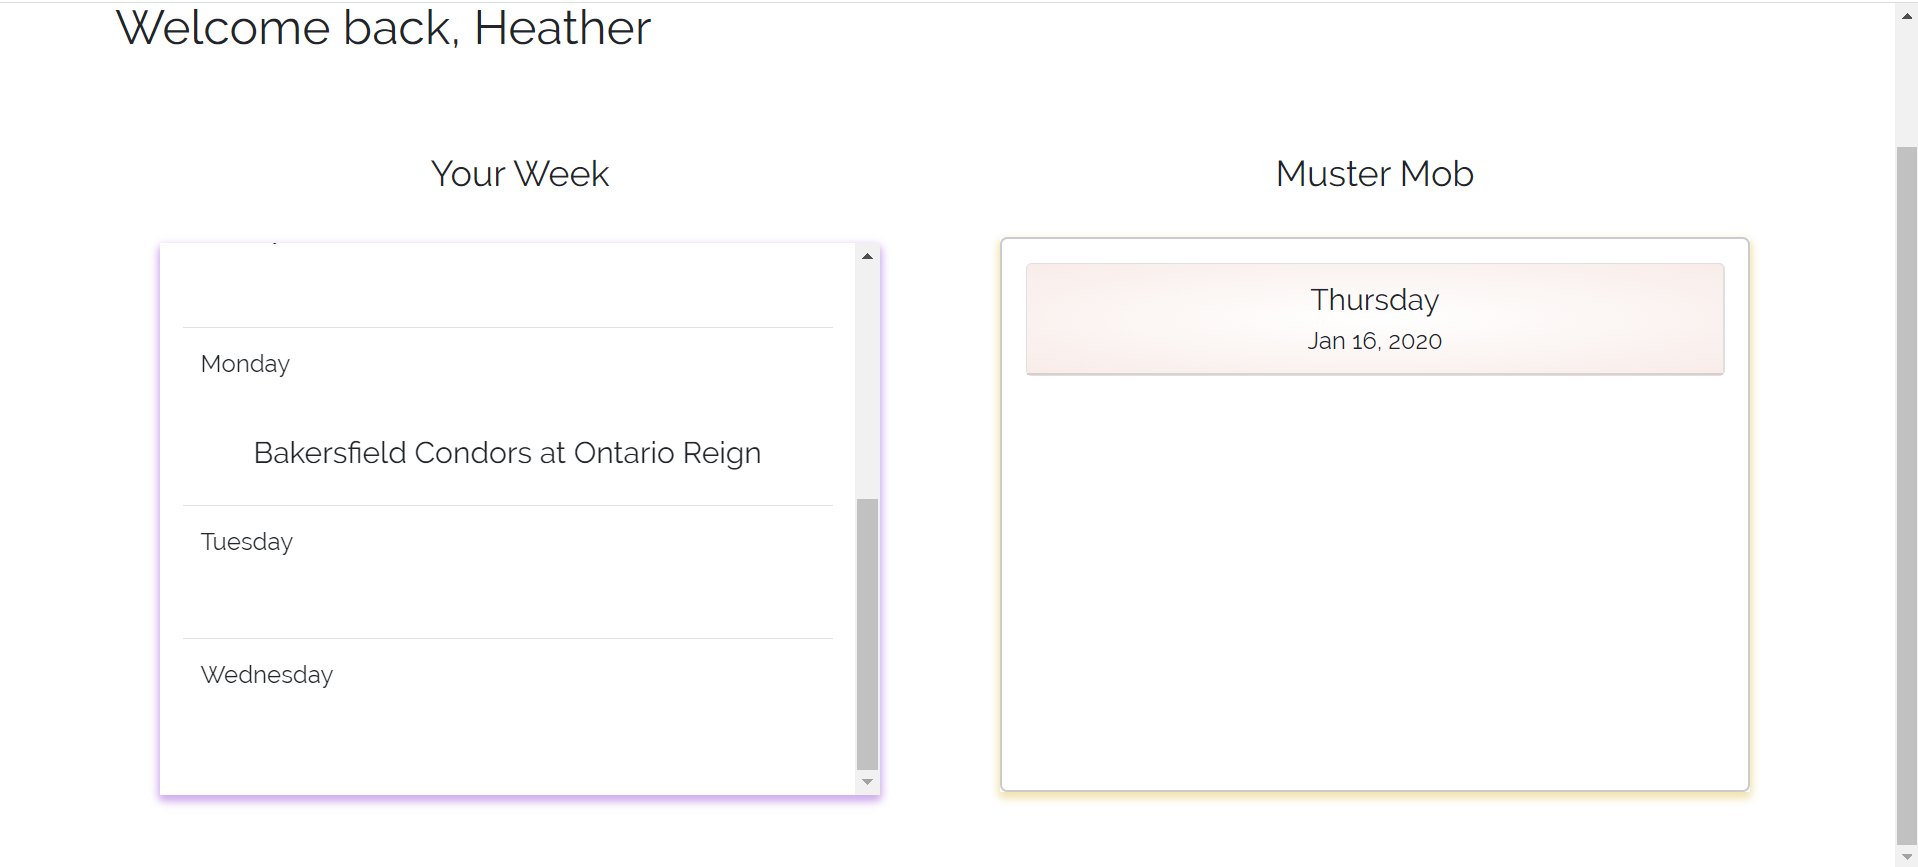 Welcome back, Heather
Your Week
Monday
Bakersfield Condors at Ontario Reign
Tuesday
Wednesday
Muster Mob
Thursday
Jan 16, 2020